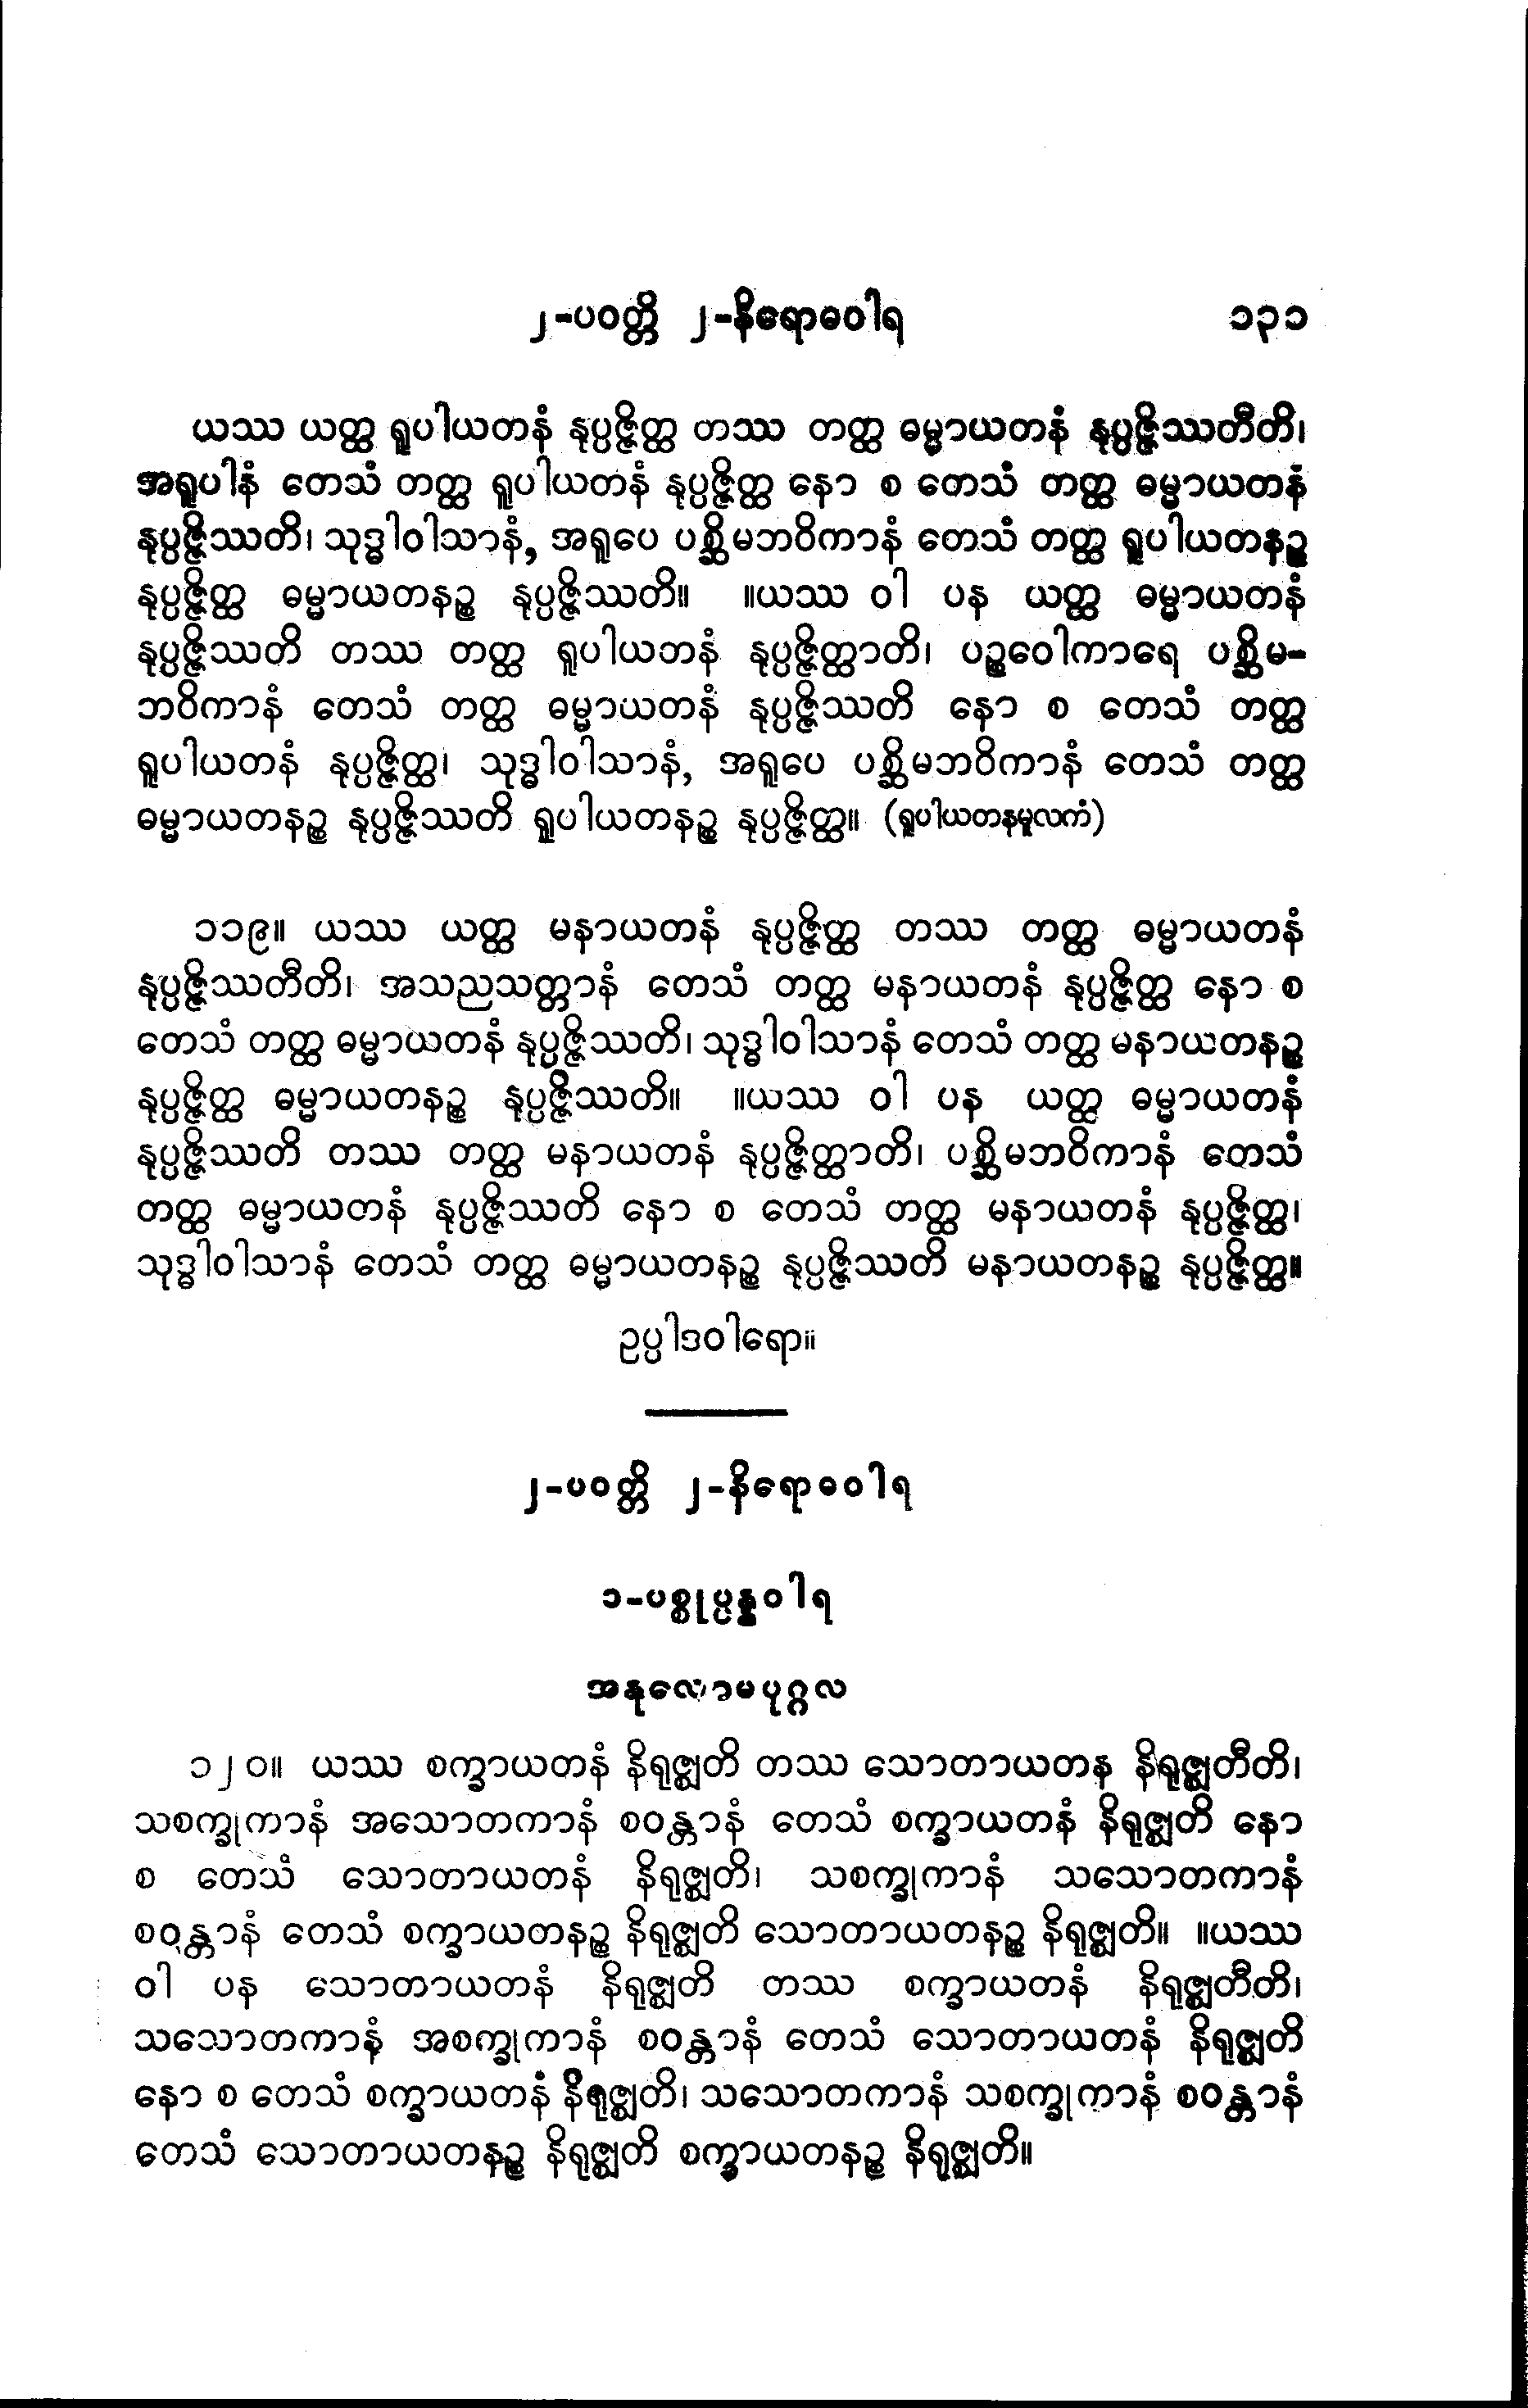 ၂-ပဝတ္တိ ၂-နိရောဓဝါရ ၁၃၁
ယဿ ယတ္ထ ရူပါယတနံ နုပ္ပဇ္ဇိတ္ထ တဿ တတ္ထ ဓမ္မာယတနံ နုပ္ပဇ္ဇိဿတီတိ၊
အရူပါနံ တေသံ တတ္ထ ရူပါယတနံ နုပ္ပဇ္ဇိတ္ထ နော စ တေသံ တတ္ထ ဓမ္မာယတနံ
နုပ္ပဇ္ဇိဿတိ၊ သုဒ္ဓါဝါသာနံ, အရူပေ ပစ္ဆိမဘဝိကာနံ တေသံ တတ္ထ ရူပါယတနဉ္စ
နုပ္ပဇ္ဇိတ္ထ ဓမ္မာယတနဉ္စ နုပ္ပဇ္ဇိဿတိ။ ။ယဿ ဝါ ပန ယတ္ထ ဓမ္မာယတနံ
နုပ္ပဇ္ဇိဿတိ တဿ တတ္ထ ရူပါယတနံ နုပ္ပဇ္ဇိတ္ထာတိ၊ ပဉ္စဝေါကာရေ ပစ္ဆိမ-
ဘဝိကာနံ တေသံ တတ္ထ ဓမ္မာယတနံ နုပ္ပဇ္ဇိဿတိ နော စ တေသံ တတ္ထ
ရူပါယတနံ နုပ္ပဇ္ဇိတ္ထ၊ သုဒ္ဓါဝါသာနံ, အရူပေ ပစ္ဆိမဘဝိကာနံ တေသံ တတ္ထ
ဓမ္မာယတနဉ္စ နုပ္ပဇ္ဇိဿတိ ရူပါယတနဉ္စ နုပ္ပဇ္ဇိတ္ထ။ (ရူပါယတနမူလကံ)
၁၁၉။ ယဿ ယတ္ထ မနာယတနံ နုပ္ပဇ္ဇိတ္ထ တဿ တတ္ထ ဓမ္မာယတနံ
နုပ္ပဇ္ဇိဿတီတိ၊ အသညသတ္တာနံ တေသံ တတ္ထ မနာယတနံ နုပ္ပဇ္ဇိတ္ထ နော စ
တေသံ တတ္ထ ဓမ္မာယတနံ နုပ္ပဇ္ဇိဿတိ၊ သုဒ္ဓါဝါသာနံ တေသံ တတ္ထ မနာယတနဉ္စ
နုပ္ပဇ္ဇိတ္ထ ဓမ္မာယတနဉ္စ နုပ္ပဇ္ဇိဿတိ။ ။ယဿ ဝါ ပန ယတ္ထ ဓမ္မာယတနံ
နုပ္ပဇ္ဇိဿတိ တဿ တတ္ထ မနာယတနံ နုပ္ပဇ္ဇိတ္ထာတိ၊ ပစ္ဆိမဘဝိကာနံ တေသံ
တတ္ထ ဓမ္မာယတနံ နုပ္ပဇ္ဇိဿတိ နော စ တေသံ တတ္ထ မနာယတနံ နုပ္ပဇ္ဇိတ္ထ၊
သုဒ္ဓါဝါသာနံ တေသံ တတ္ထ ဓမ္မာယတနဉ္စ နုပ္ပဇ္ဇိဿတိ မနာယတနဉ္စ နုပ္ပဇ္ဇိတ္ထ။
ဥပ္ပါဒဝါရော။
၂-ပဝတ္တိ ၂-နိရောဓဝါရ
၁-ပစ္စုပ္ပန္နဝါရ
အနုလောမပုဂ္ဂလ
၁၂၀။ ယဿ စက္ခာယတနံ နိရုဇ္ဈတိ တဿ သောတာယတန နိရုဇ္ဈတီတိ၊
သစက္ခုကာနံ အသောတကာနံ စဝန္တာနံ တေသံ စက္ခာယတနံ နိရုဇ္ဈတိ နော
စ တေသံ သောတာယတနံ နိရုဇ္ဈတိ၊ သစက္ခုကာနံ သသောတကာနံ
စဝန္တာနံ တေသံ စက္ခာယတနဉ္စ နိရုဇ္ဈတိ သောတာယတနဉ္စ နိရုဇ္ဈတိ။ ။ယဿ
ဝါ ပန သောတာယတနံ နိရုဇ္ဈတိ တဿ စက္ခာယတနံ နိရုဇ္ဈတီတိ၊
သသောတကာနံ အစက္ခုကာနံ စဝန္တာနံ တေသံ သောတာယတနံ နိရုဇ္ဈတိ
နော စ တေသံ စက္ခာယတနံ နိရုဇ္ဈတိ၊ သသောတကာနံ သစက္ခုကာနံ စဝန္တာနံ
တေသံ သောတာယတနဉ္စ နိရုဇ္ဈတိ စက္ခာယတနဉ္စ နိရုဇ္ဈတိ။